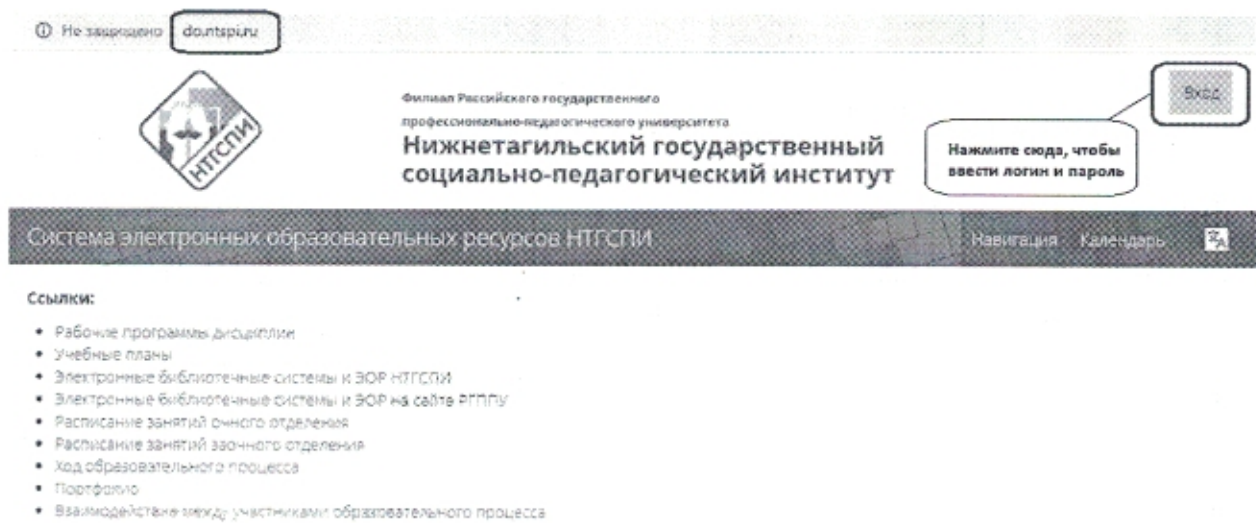 Не защищено do.ntspi.ru
Вход
НТГСПИ
Филиал Российского государственного
профессионально-педагогического университета
Нижнетагильский государственный
социально-педагогический институт
Нажмите сюда, чтобы
ввести логин и пароль
Система электронных образовательных ресурсов НТГСПИ
Навигация Календарь
Ссылки:
Рабочие программы дисциплин
Учебные планы
Электронные библиотечные системы и ЭОР НТГСПИ
Электронные библиотечные системы и ЭОР на сайте РГППУ
Расписание занятий очного отделения
Расписание занятий заочного отделения
Ход образовательного процесса
Портфолио
Взаимодействие между участниками образовательного процесса